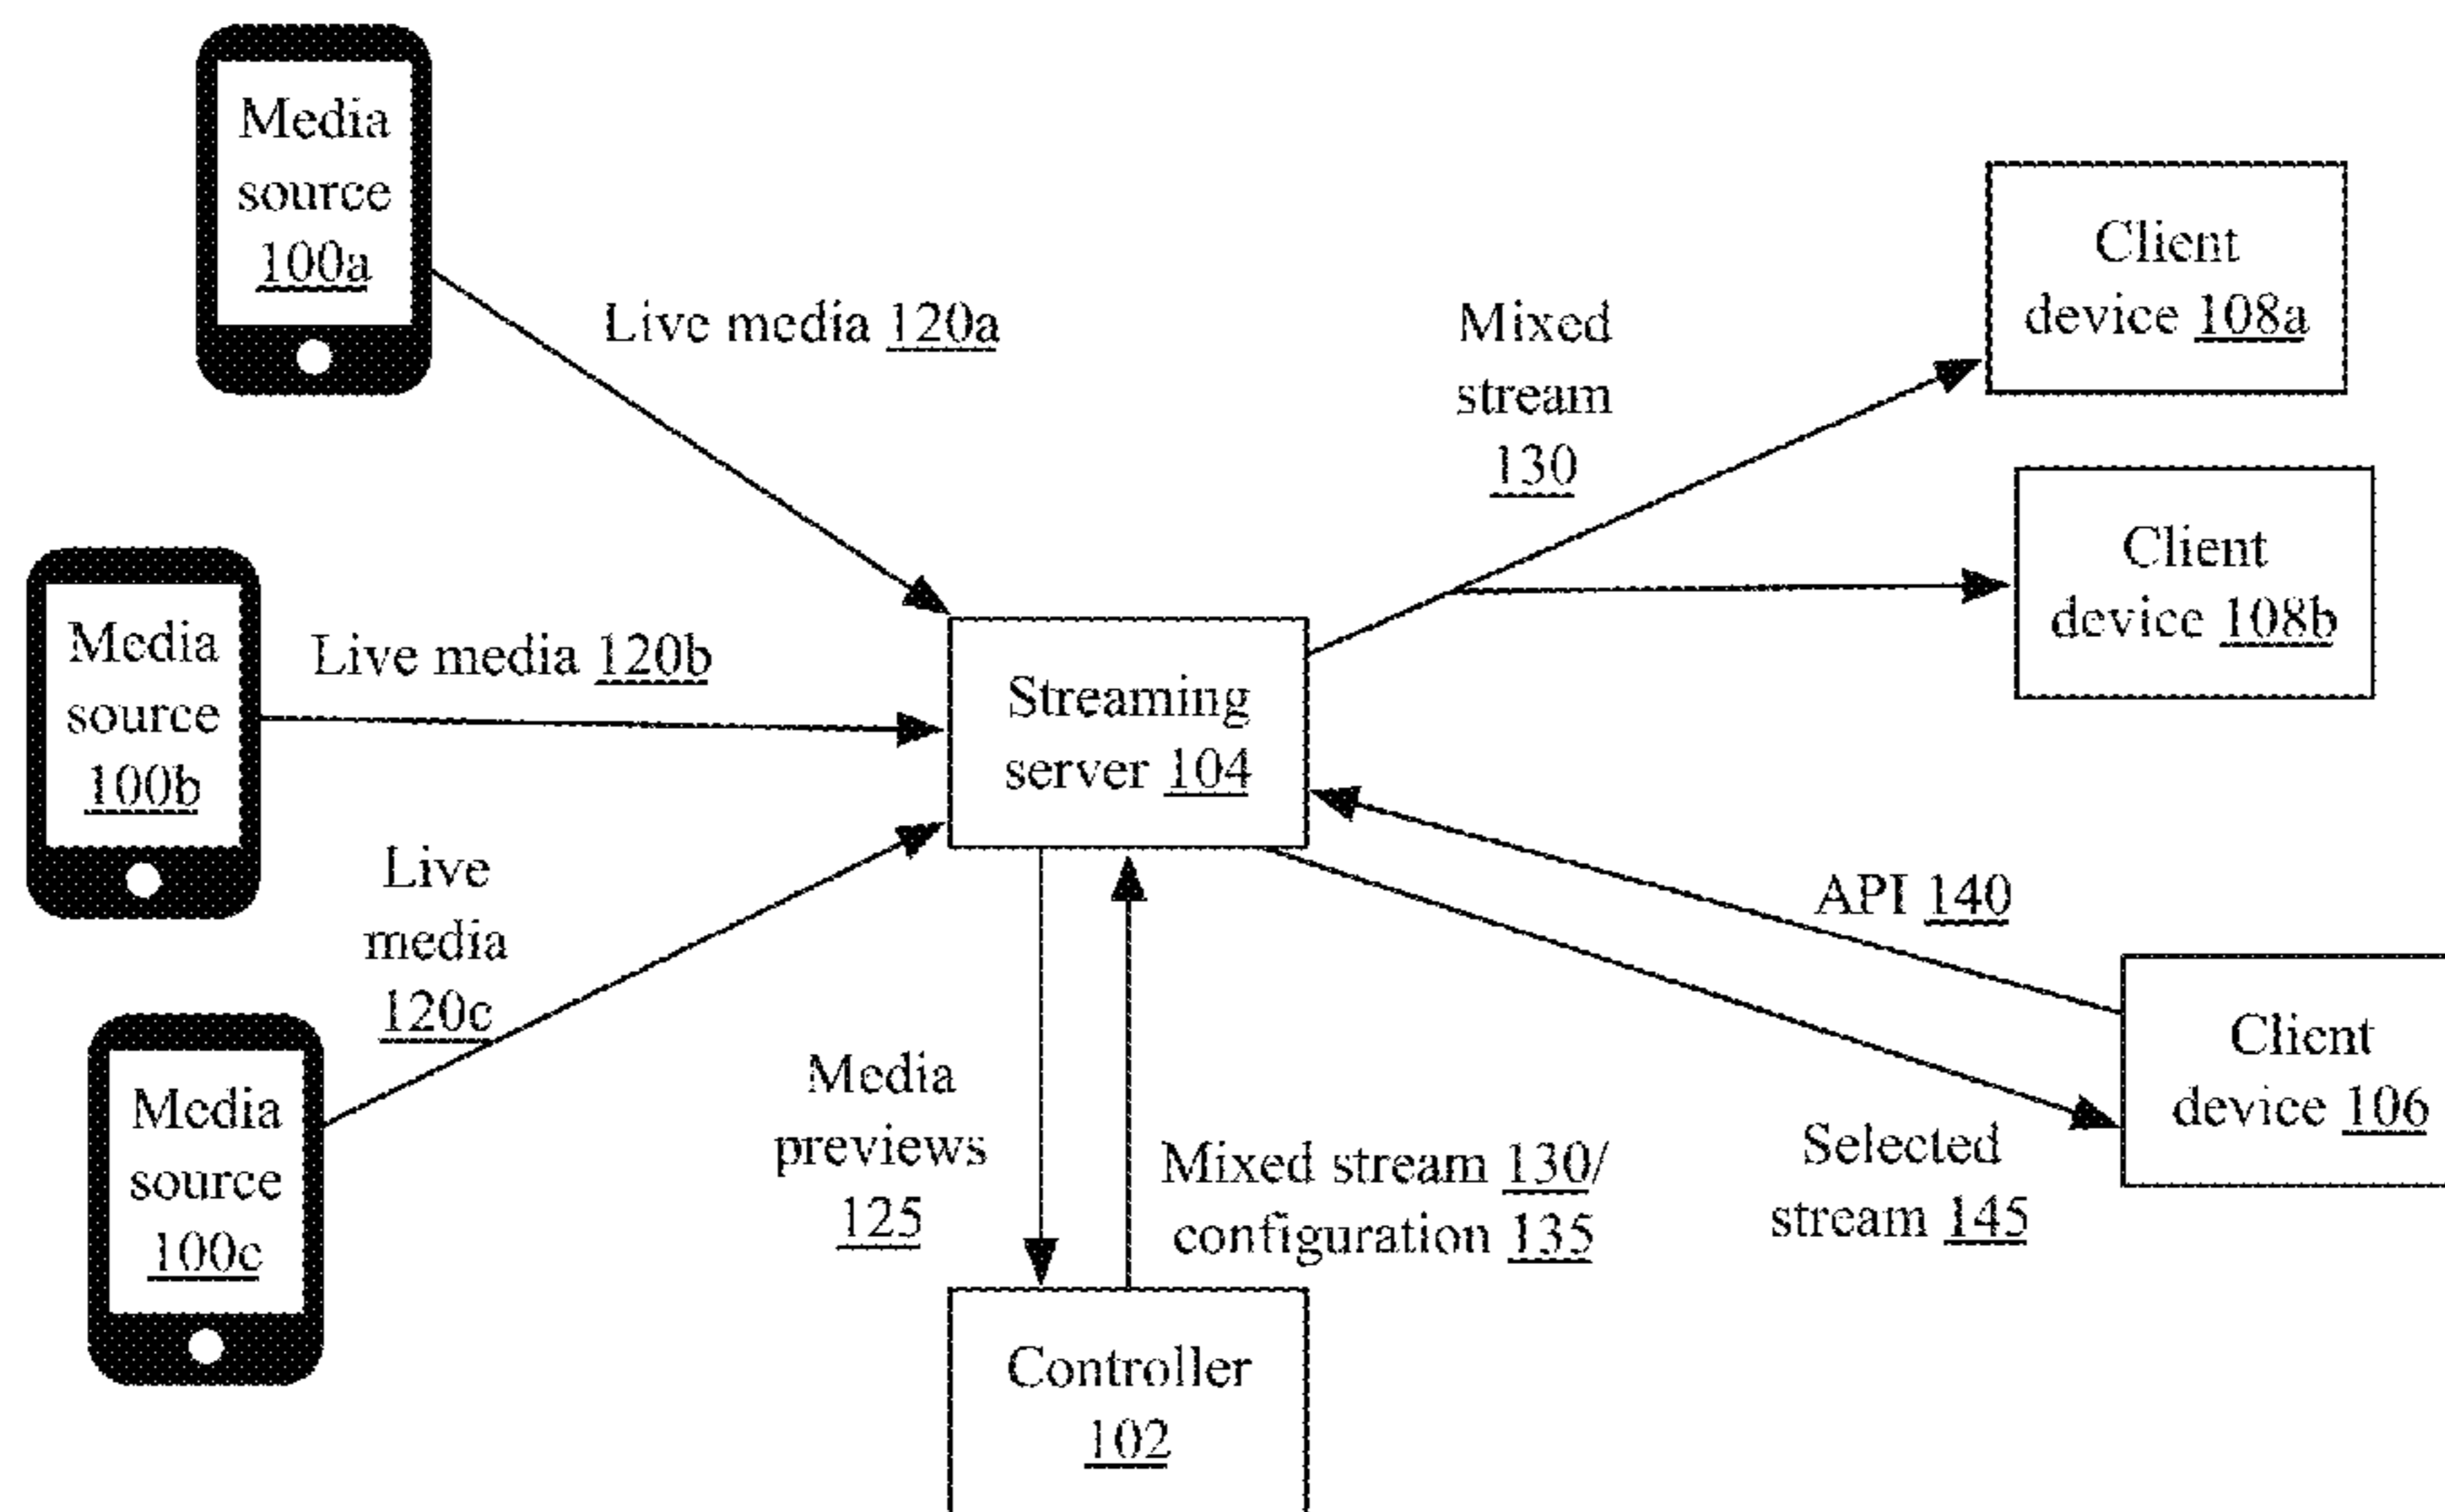 Media
source
100a
Live media 120a
Mixed
stream
130
Client
device 108a
Client
device 108b
Media
source
100b
Live media 120b
Streaming
server 104
Live
media
120c
API 140
Media
source
100c
Media
previews
125
Mixed stream 130/
configuration 135
Selected
stream 145
Client
device 106
Controller
102